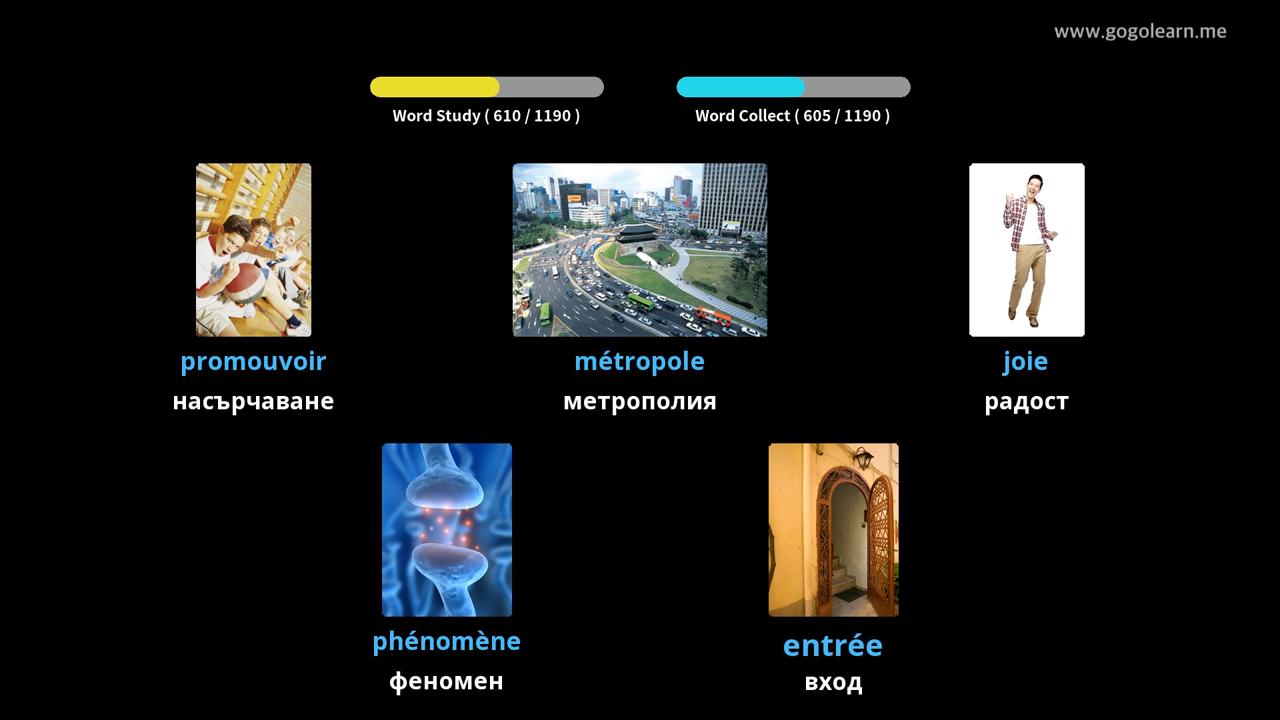 www.gogolearn.me
Word Study ( 610 / 1190 )
Word Collect ( 605 / 1190 )
promouvoir
насърчаване
métropole
метрополия
joie
радост
phénomène
феномен
entrée
вход